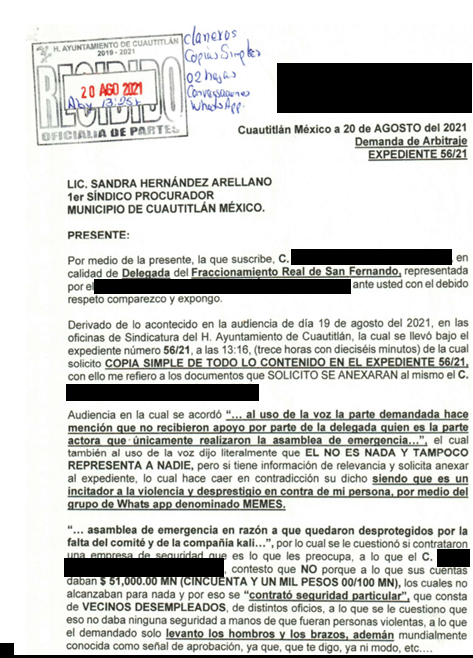 H. AYUNTAMIENTO DE CUAUTITLÁN
2019 - 2021
RECIBIDO
20 AGO 2021
OFICIALIA DE PARTES
Copias Simples
02 hojas
Conversaciones
WhatsApp.
Cuautitlán México a 20 de AGOSTO del 2021
Demanda de Arbitraje
EXPEDIENTE 56/21
LIC. SANDRA HERNÁNDEZ ARELLANO
1er SÍNDICO PROCURADOR
MUNICIPIO DE CUAUTITLÁN MÉXICO.
PRESENTE:
Por medio de la presente, la que suscribe, C. , en
calidad de Delegada del Fraccionamiento Real de San Fernando, representada
por el ante usted con el debido
respeto comparezco y expongo.
Derivado de lo acontecido en la audiencia de día 19 de agosto del 2021, en las
oficinas de Sindicatura del H. Ayuntamiento de Cuautitlán, la cual se llevó bajo el
expediente número 56/21, a las 13:16, (trece horas con dieciséis minutos) de la cual
solicito COPIA SIMPLE DE TODO LO CONTENIDO EN EL EXPEDIENTE 56/21,
con ello me refiero a los documentos que SOLICITO SE ANEXARAN al mismo el C.
Audiencia en la cual se acordó “… al uso de la voz la parte demandada hace
mención que no recibieron apoyo por parte de la delegada quien es la parte
actora que únicamente realizaron la asamblea de emergencia…”, el cual
también al uso de voz dijo literalmente que EL NO ES NADA Y TAMPOCO
REPRESENTA A NADIE, pero si tiene información de relevancia y solicita anexar
al expediente, lo cual hace caer en contradicción su dicho siendo que es un
incitador a la violencia y desprestigio en contra de mi persona, por medio del
grupo de Whats app denominado MEMES.
“… asamblea de emergencia en razón a que quedaron desprotegidos por la
falta del comité y de la compañía kali…”, por lo cual se le cuestionó si contrataron
una empresa de seguridad que es lo que les preocupa, a lo que el C.
, contesto que NO porque a lo que sus cuentas
daban $ 51,000.00 MN (CINCUENTA Y UN MIL PESOS 00/100 MN), los cuales no
alcanzaban para nada y por eso se “contrató seguridad particular”, que consta
de VECINOS DESEMPLEADOS, de distintos oficios, a lo que se le cuestiono que
eso no daba ninguna seguridad a manos de que fueran personas violentas, a lo que
el demandado solo levanto los hombros y los brazos, ademán mundialmente
conocida como señal de aprobación, ya que, que te digo, ya ni modo, etc.…